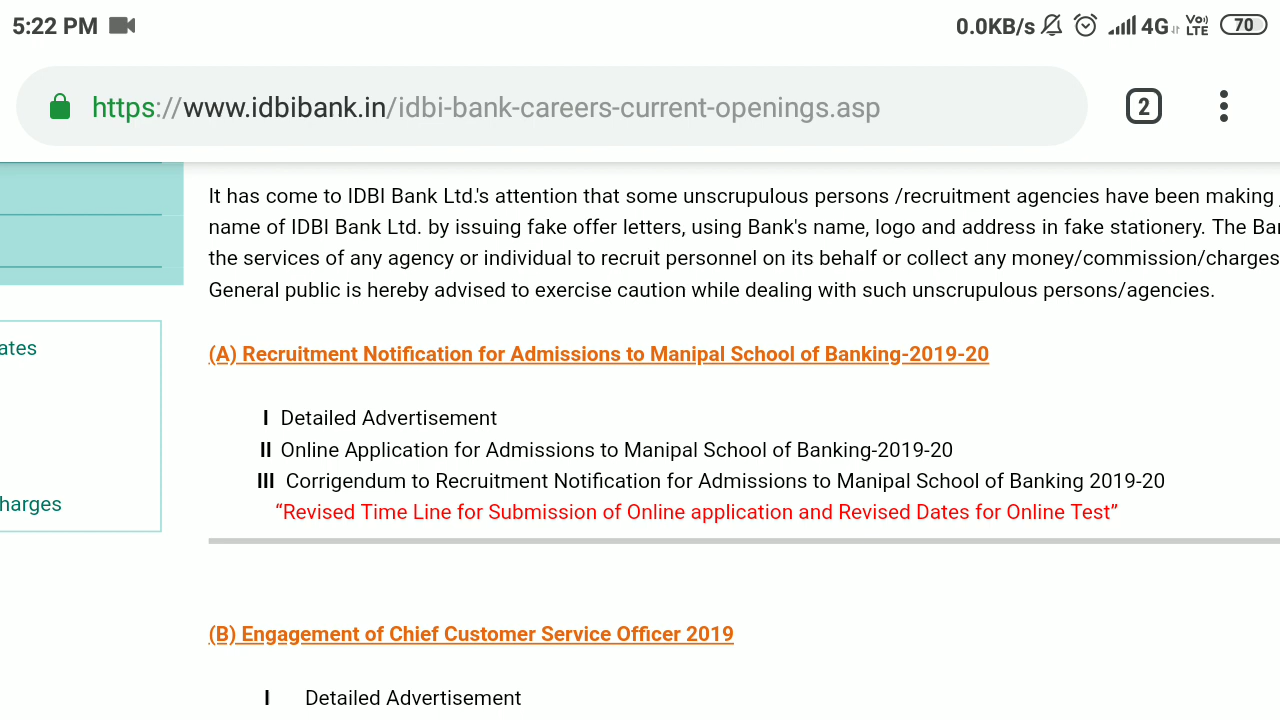 5:22 PM 0.0KB/s 4G VoLTE 70
https://www.idbibank.in/idbi-bank-careers-current-openings.asp 2
It has come to IDBI Bank Ltd.'s attention that some unscrupulous persons /recruitment agencies have been making
name of IDBI Bank Ltd. by issuing fake offer letters, using Bank's name, logo and address in fake stationery. The
the services of any agency or individual to recruit personnel on its behalf or collect any money/commission/charges
General public is hereby advised to exercise caution while dealing with such unscrupulous persons/agencies.
ates
harges
(A) Recruitment Notification for Admissions to Manipal School of Banking-2019-20
I Detailed Advertisement
II Online Application for Admissions to Manipal School of Banking-2019-20
III Corrigendum to Recruitment Notification for Admissions to Manipal School of Banking 2019-20
“Revised Time Line for Submission of Online application and Revised Dates for Online Test”
(B) Engagement of Chief Customer Service Officer 2019
I Detailed Advertisement